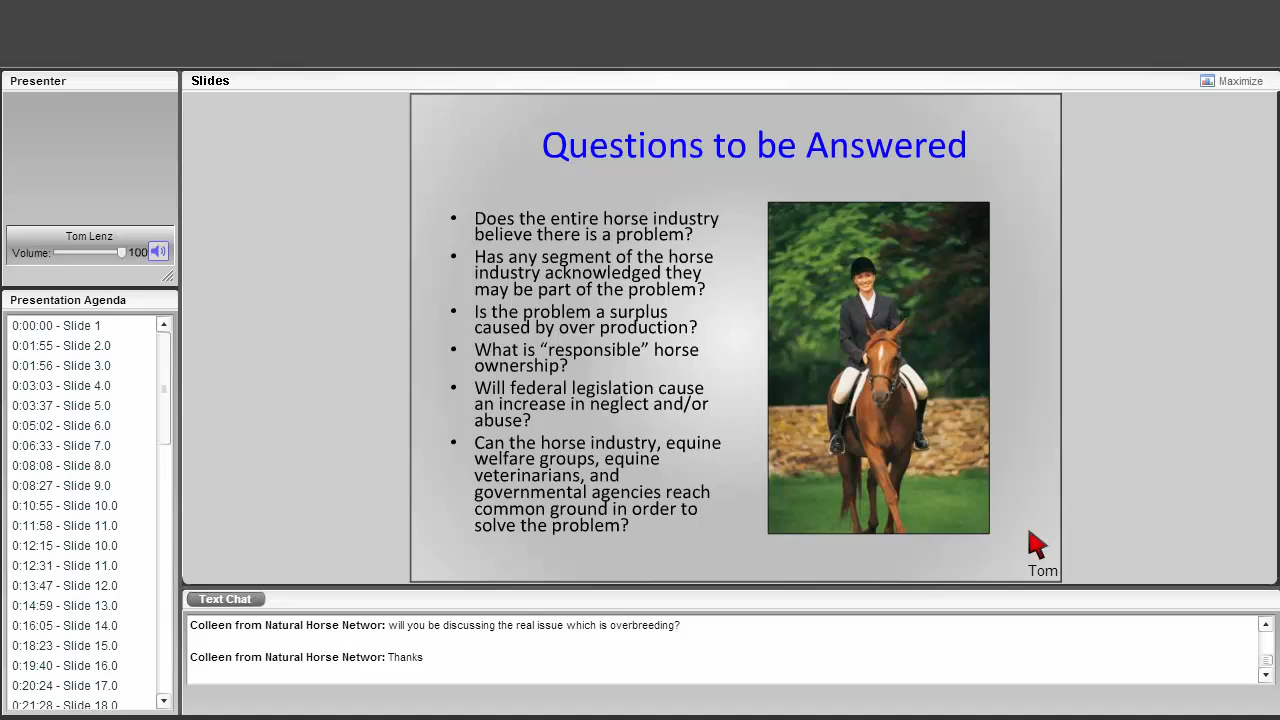 Presenter
Slides
Maximize
Tom Lenz
Volume:
100
Presentation Agenda
0:00:00 - Slide 1
0:01:55 - Slide 2.0
0:01:56 - Slide 3.0
0:03:03 - Slide 4.0
0:03:37 - Slide 5.0
0:05:02 - Slide 6.0
0:06:33 - Slide 7.0
0:08:08 - Slide 8.0
0:08:27 - Slide 9.0
0:10:55 - Slide 10.0
0:11:58 - Slide 11.0
0:12:15 - Slide 10.0
0:12:31 - Slide 11.0
0:13:47 - Slide 12.0
0:14:59 - Slide 13.0
0:16:05 - Slide 14.0
0:18:23 - Slide 15.0
0:19:40 - Slide 16.0
0:20:24 - Slide 17.0
0:21:28 - Slide 18.0
Questions to be Answered
• Does the entire horse industry
believe there is a problem?
• Has any segment of the horse
industry acknowledged they
may be part of the problem?
• Is the problem a surplus
caused by over production?
• What is “responsible” horse
ownership?
• Will federal legislation cause
an increase in neglect and/or
abuse?
• Can the horse industry, equine
welfare groups, equine
veterinarians, and
governmental agencies reach
common ground in order to
solve the problem?
Tom
Text Chat
Colleen from Natural Horse Networ: will you be discussing the real issue which is overbreeding?
Colleen from Natural Horse Networ: Thanks